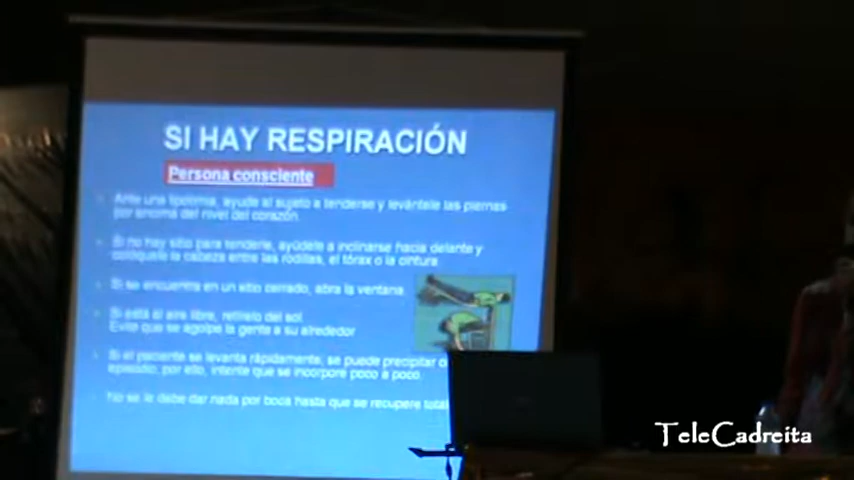 SI HAY RESPIRACIÓN
Persona consciente
Ante una lipotimia, ayude al sujeto a tenderse y levántele las piernas
por encima del nivel del corazón
Si no hay sitio para tenderle, ayúdele a inclinarse hacia delante y
colóquele la cabeza entre las rodillas, el tórax o la cintura
Si se encuentra en un sitio cerrado, abra la ventana.
Si está al aire libre, retírelo del sol.
Evite que se agolpe la gente a su alrededor
Si el paciente se levanta rápidamente, se puede precipitar o
episodio; por ello, intente que se incorpore poco a poco.
No se le debe dar nada por boca hasta que se recupere total
TeleCadreita